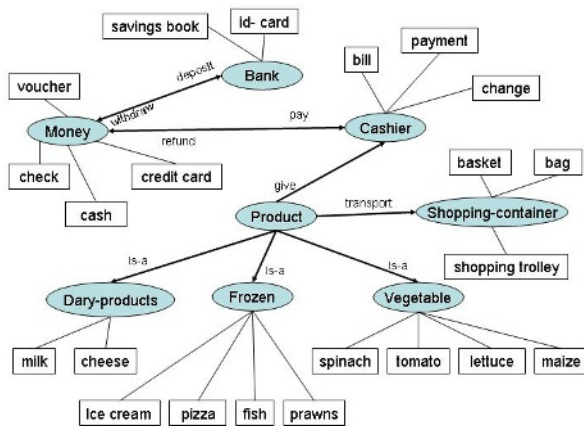 savings book
id- card
payment
bill
deposit
Bank
voucher
change
withdraw
pay
Money
Cashier
refund
basket
bag
check
credit card
give
cash
transport
Product
Shopping-container
Is-a
Is-a
Is-a
shopping trolley
Dary-products
Frozen
Vegetable
milk
cheese
spinach
tomato
lettuce
maize
Ice cream
pizza
fish
prawns